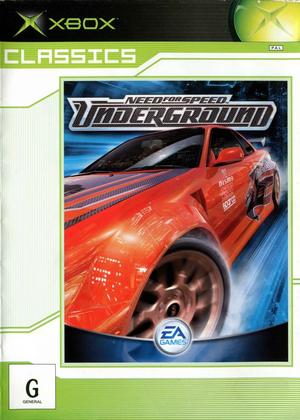 XBOX
PAL
CLASSICS
NEED FOR SPEED
UNDERGROUND
EA
GAMES
G
GENERAL